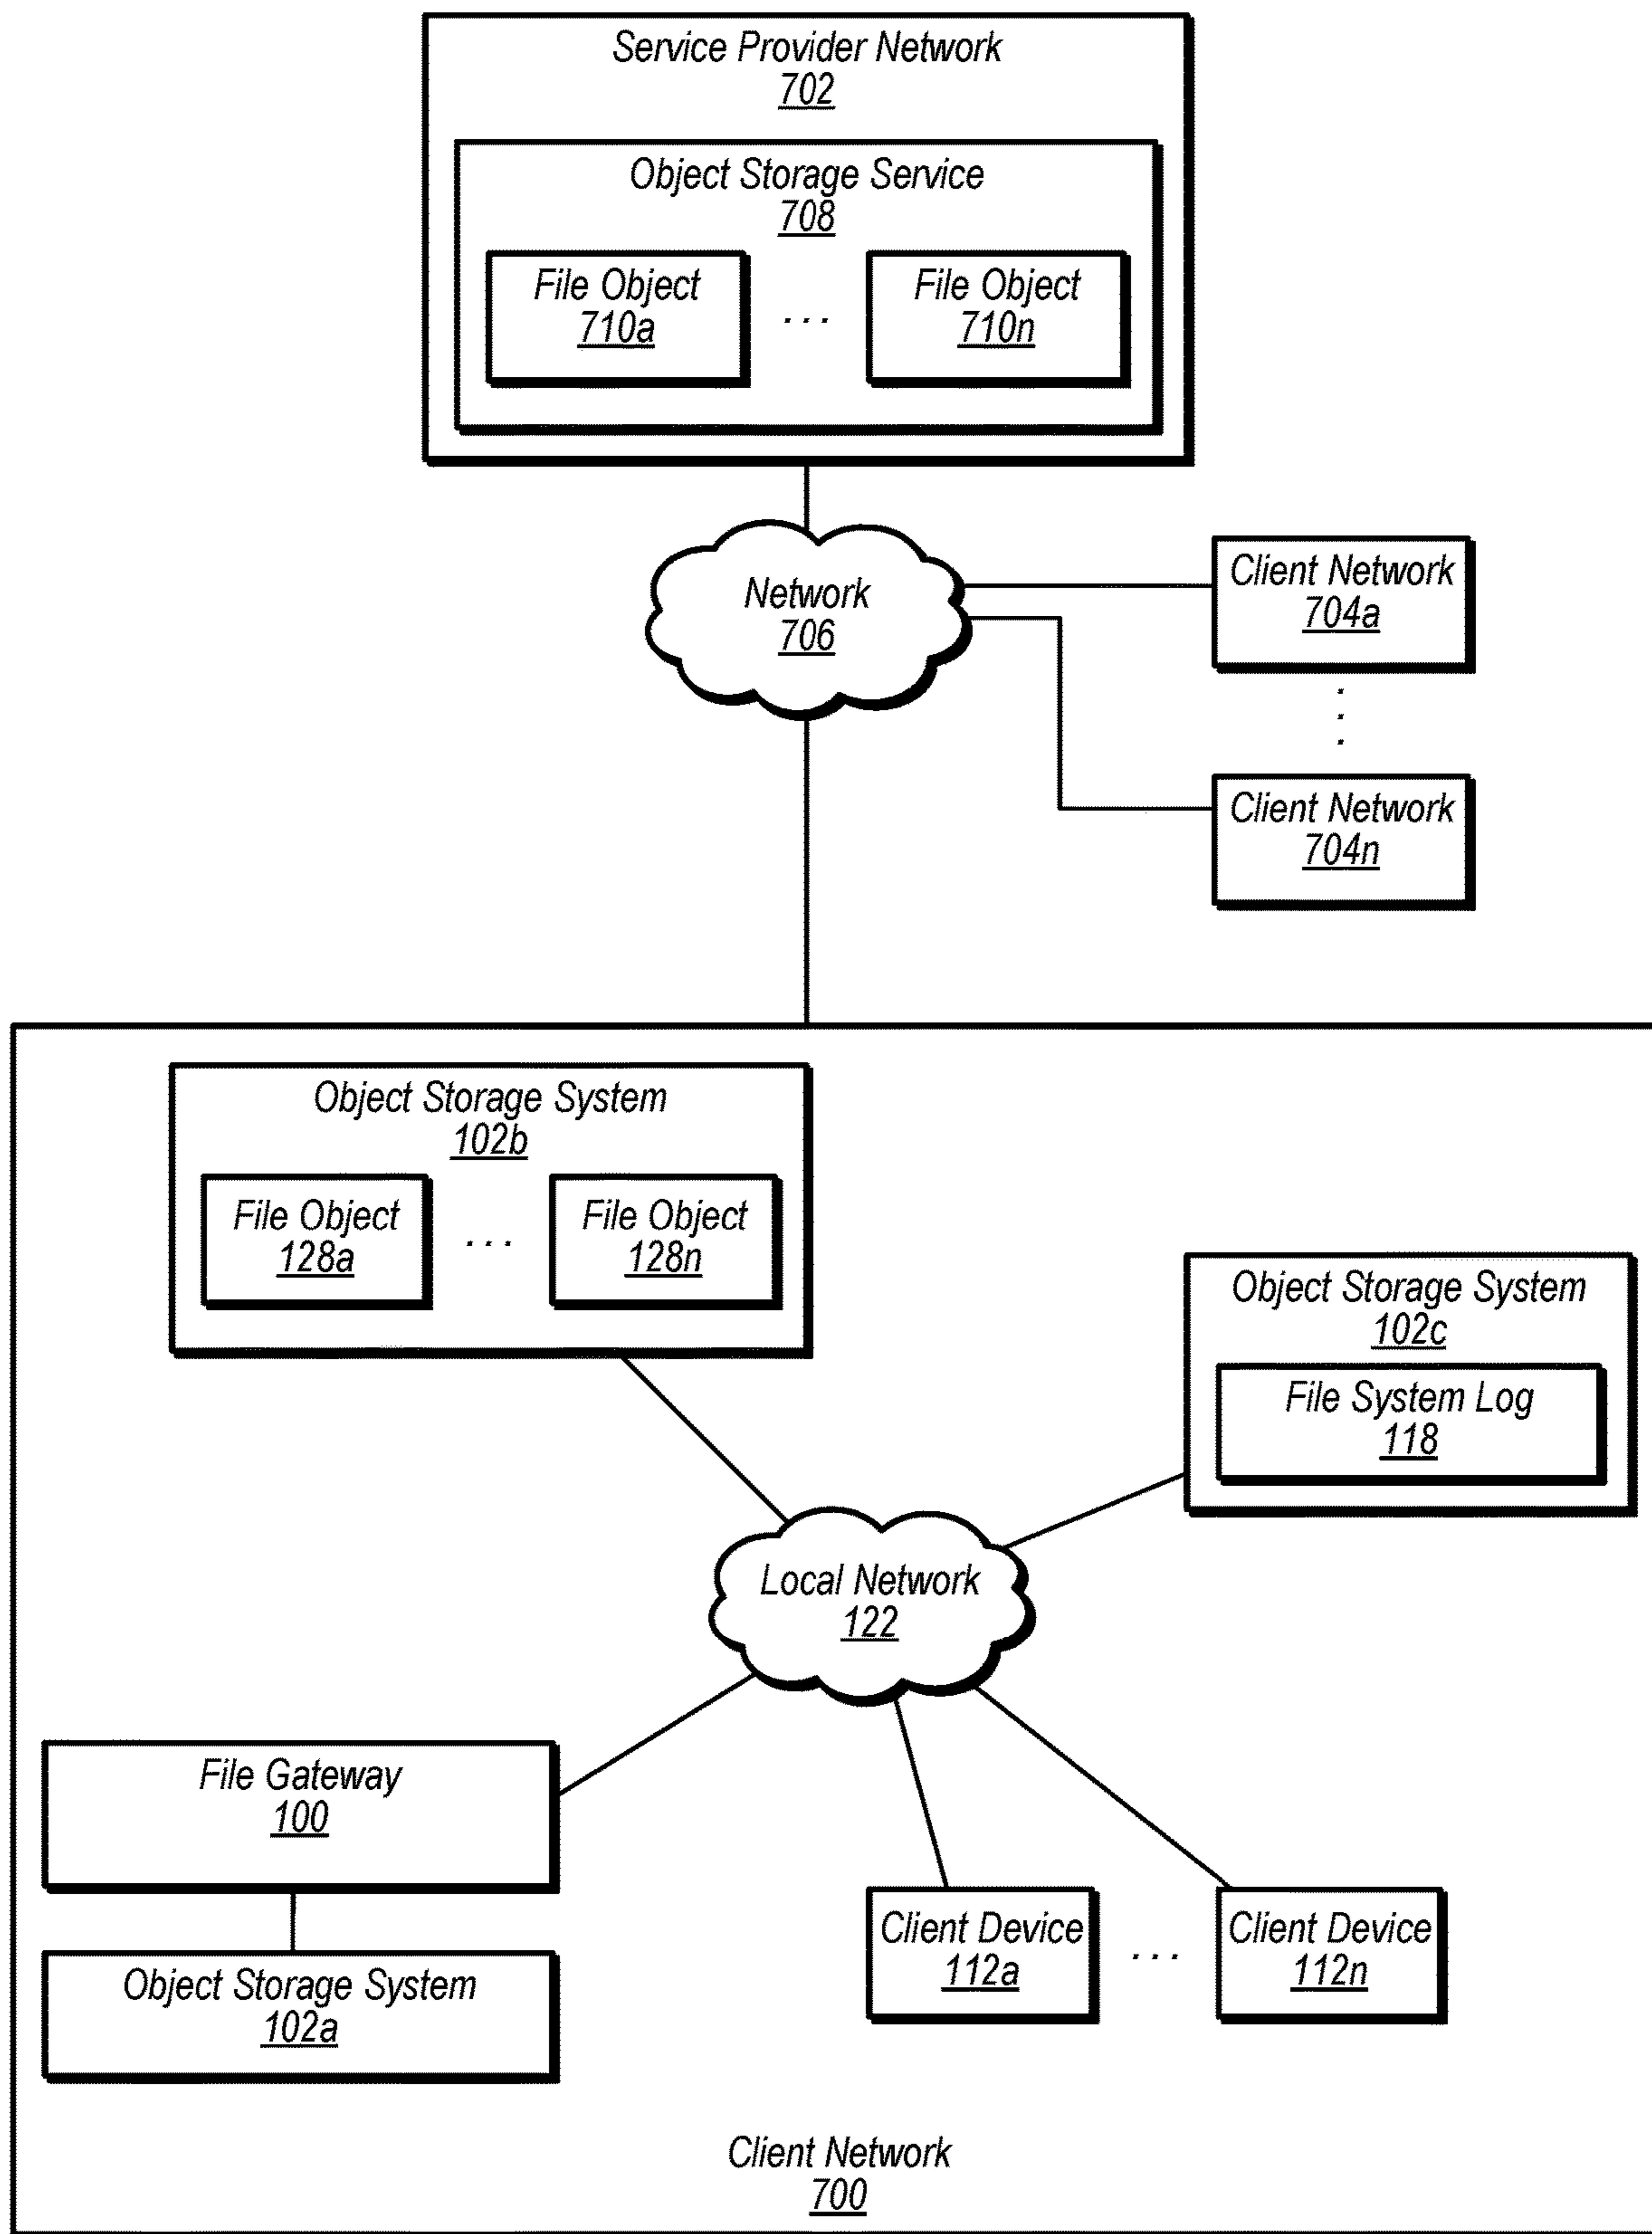 Service Provider Network
702
Object Storage Service
708
File Object
710a
. . .
File Object
710n
Network
706
Client Network
704a
.
.
.
Client Network
704n
Object Storage System
102b
File Object
128a
. . .
File Object
128n
Object Storage System
102c
File System Log
118
Local Network
122
File Gateway
100
Object Storage System
102a
Client Device
112a
. . .
Client Device
112n
Client Network
700